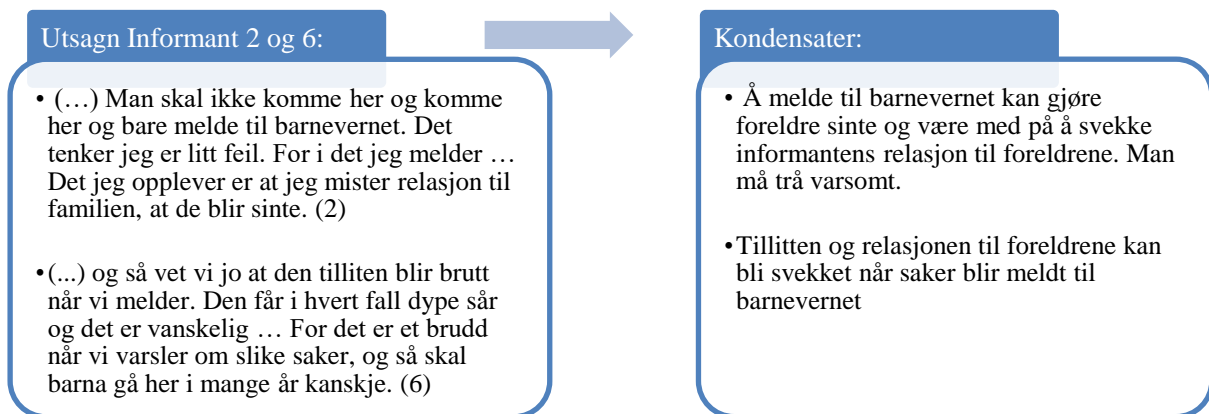 Utsagn Informant 2 og 6:
• (…) Man skal ikke komme her og komme
her og bare melde til barnevernet. Det
tenker jeg er litt feil. For i det jeg melder …
Det jeg opplever er at jeg mister relasjon til
familien, at de blir sinte. (2)
•(...) og så vet vi jo at den tilliten blir brutt
når vi melder. Den får i hvert fall dype sår
og det er vanskelig … For det er et brudd
når vi varsler om slike saker, og så skal
barna gå her i mange år kanskje. (6)
Kondensater:
• Å melde til barnevernet kan gjøre
foreldre sinte og være med på å svekke
informantens relasjon til foreldrene. Man
må trå varsomt.
•Tillitten og relasjonen til foreldrene kan
bli svekket når saker blir meldt til
barnevernet